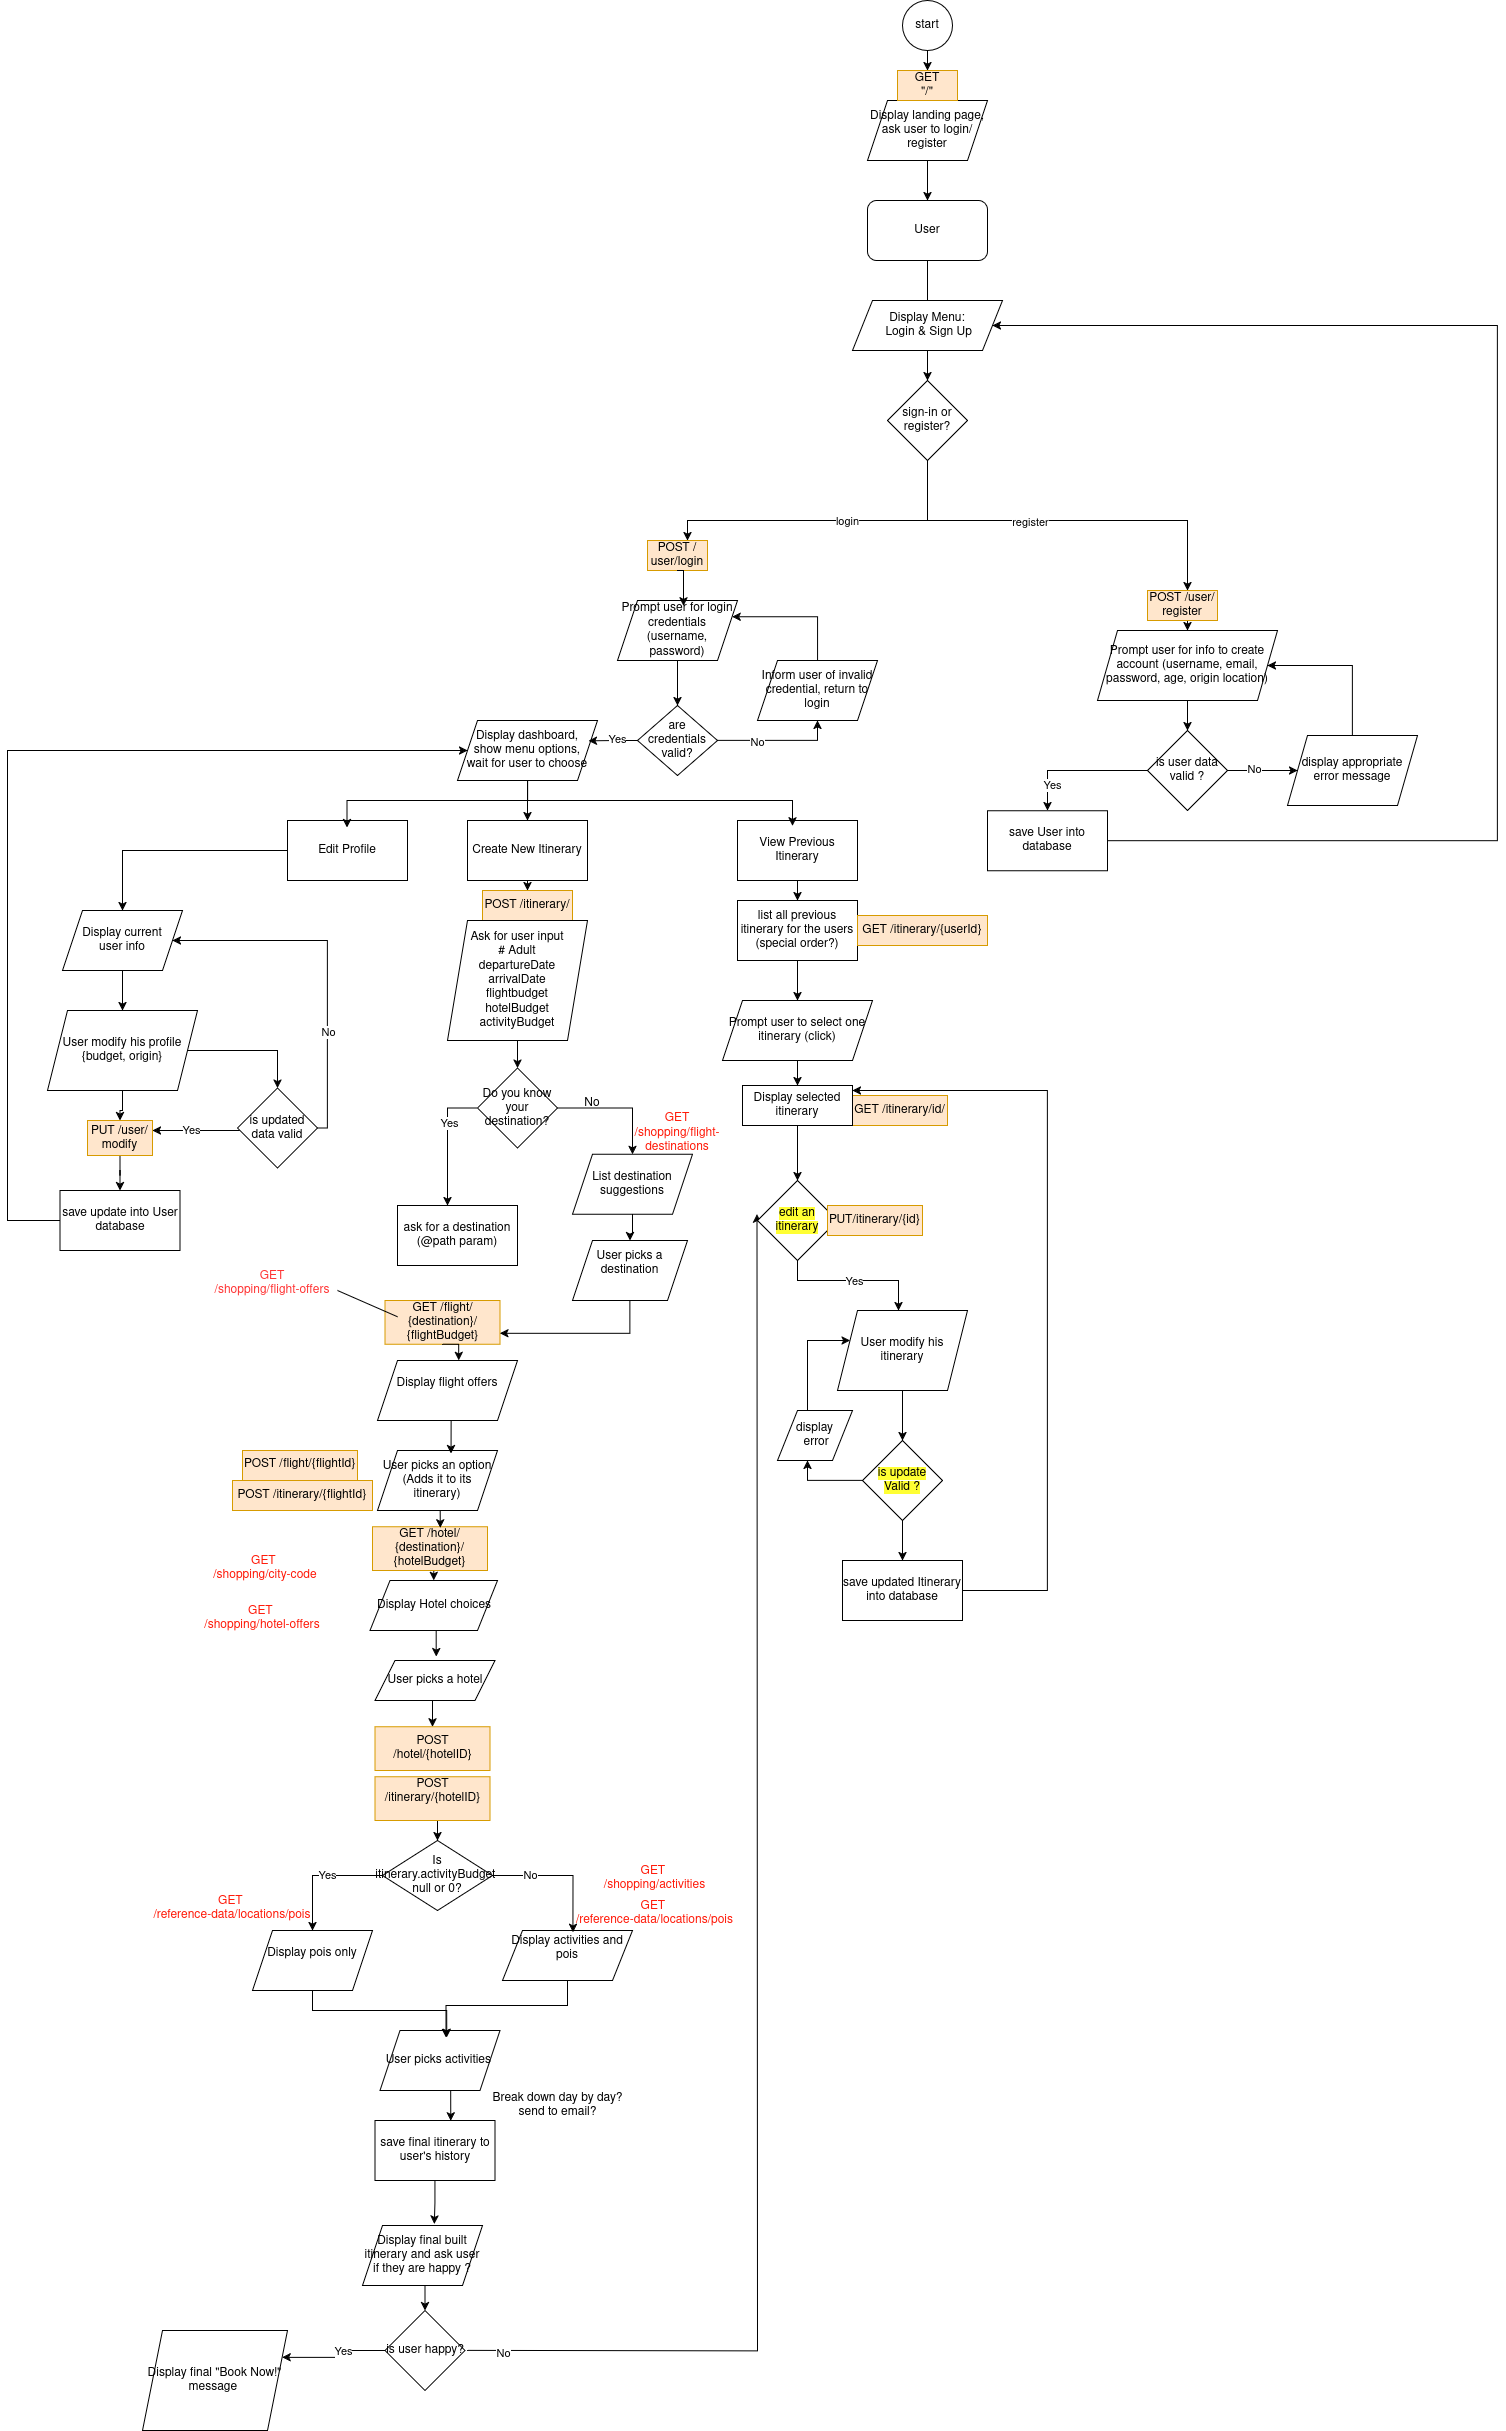 start
GET
"/"
Display landing page,
ask user to login/
register
User
Display Menu:
Login & Sign Up
sign-in or
register?
login
register
POST /
user/login
Prompt user for login
credentials
(username,
password)
Inform user of invalid
credential, return to
login
are
credentials
valid?
Yes
No
POST /user/
register
Prompt user for info to create
account (username, email,
password, age, origin location)
is user data
valid ?
Yes
No
display appropriate
error message
save User into
database
Display dashboard,
show menu options,
wait for user to choose
Edit Profile
Create New Itinerary
View Previous
Itinerary
Display current
user info
User modify his profile
{budget, origin}
No
is updated
data valid
Yes
PUT /user/
modify
save update into User
database
POST /itinerary/
Ask for user input
# Adult
departureDate
arrivalDate
flightbudget
hotelBudget
activityBudget
Do you know
your
destination?
Yes
No
GET
/shopping/flight-
destinations
List destination
suggestions
ask for a destination
(@path param)
User picks a
destination
GET
/shopping/flight-offers
GET /flight/
{destination}/
{flightBudget}
Display flight offers
POST /flight/{flightId}
POST /itinerary/{flightId}
User picks an option
(Adds it to its
itinerary)
GET /hotel/
{destination}/
{hotelBudget}
GET
/shopping/city-code
GET
/shopping/hotel-offers
Display Hotel choices
User picks a hotel
POST
/hotel/{hotelID}
POST
/itinerary/{hotelID}
Is
itinerary.activityBudget
null or 0?
Yes
No
GET
/reference-data/locations/pois
GET
/shopping/activities
GET
/reference-data/locations/pois
Display pois only
Display activities and
pois
User picks activities
Break down day by day?
send to email?
save final itinerary to
user's history
Display final built
itinerary and ask user
if they are happy ?
is user happy?
Yes
No
Display final "Book Now!"
message
list all previous
itinerary for the users
(special order?)
GET /itinerary/{userId}
Prompt user to select one
itinerary (click)
Display selected
itinerary
GET /itinerary/id/
edit an
itinerary
PUT/itinerary/{id}
Yes
User modify his
itinerary
display
error
is update
Valid ?
save updated Itinerary
into database